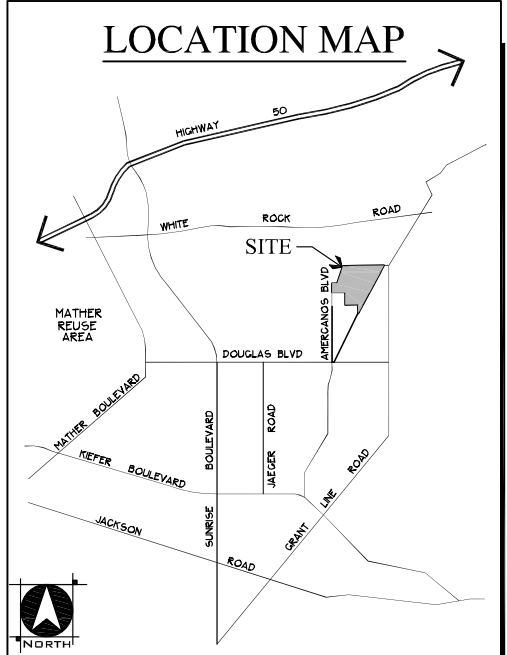 LOCATION MAP
HIGHWAY 50
WHITE ROCK ROAD
SITE
AMERCANOS BLVD
MATHER
REUSE
AREA
DOUGLAS BLVD
MATHER BOULEVARD
KIEFER BOULEVARD
SUNRISE BOULEVARD
JAEGER ROAD
GRANT LINE ROAD
JACKSON ROAD
NORTH